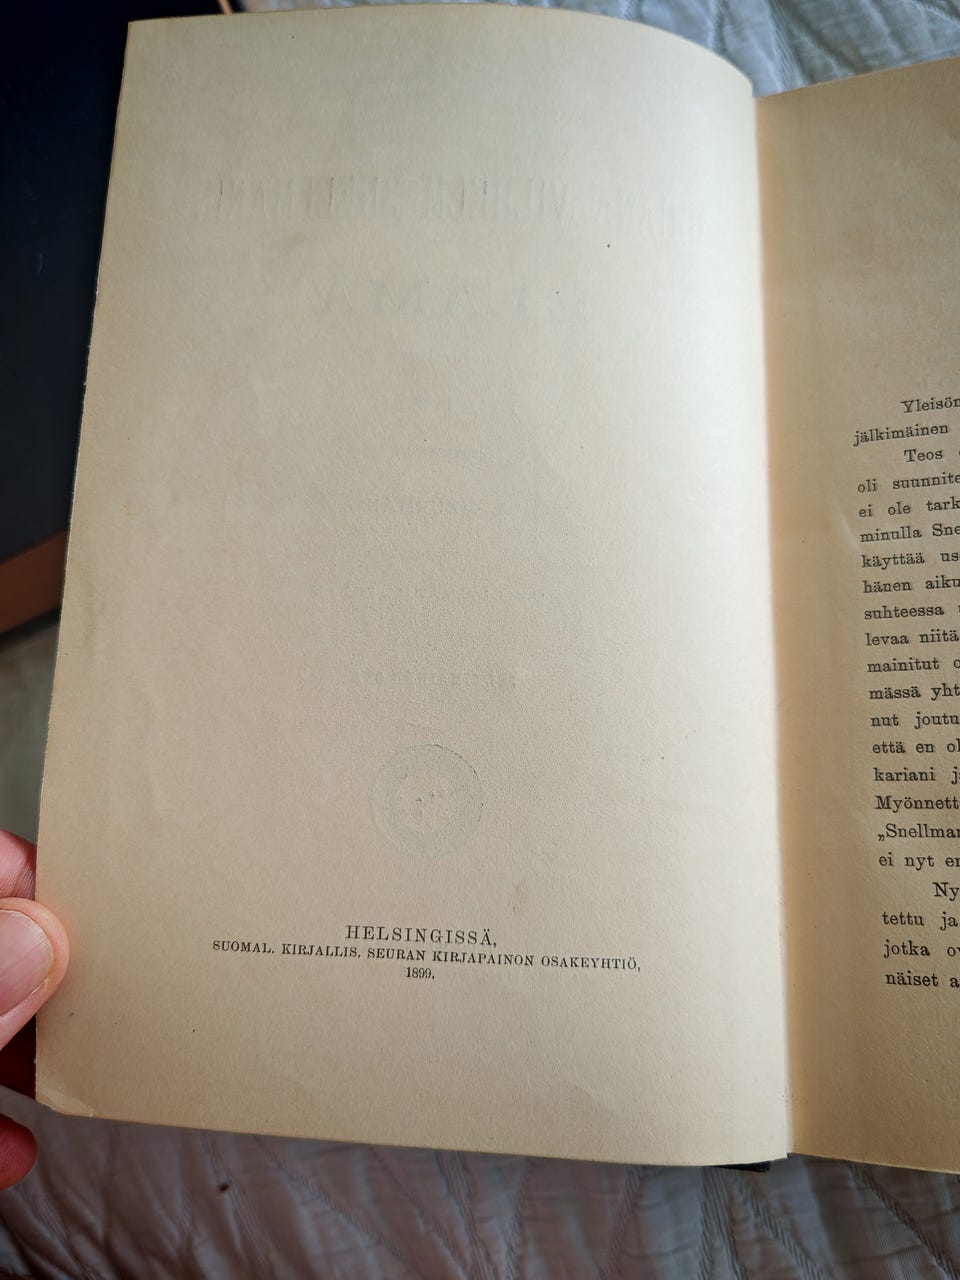 HELSINGISSÄ,
SUOMAL. KIRJALLIS. SEURAN KIRJAPAINON OSAKEYHTIÖ,
1899.
Yleisön
jälkimäinen
Teos
oli suunnite
ei ole tark
minulla Sne
käyttää us
hänen aiku
suhteessa
levaa niitä
mainitut o
mässä yht
nut joutu
että en ol
kariani j
Myönnett
„Snellman
ei nyt er
Ny
tettu ja
jotka ov
näiset a